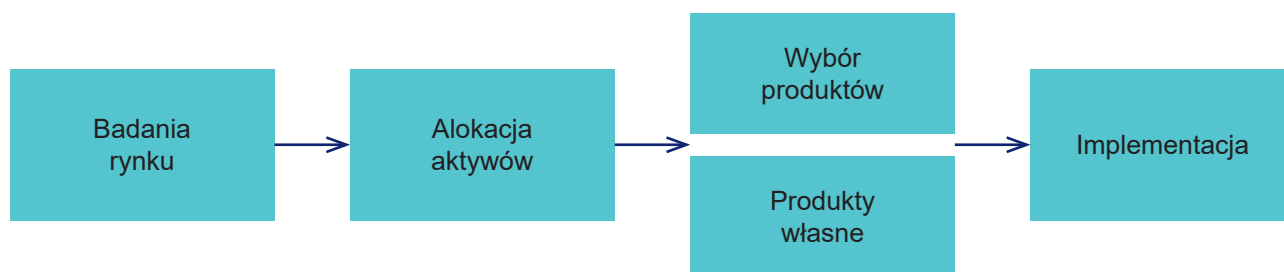 Badania
rynku
Alokacja
aktywów
Wybór
produktów
Produkty
własne
Implementacja